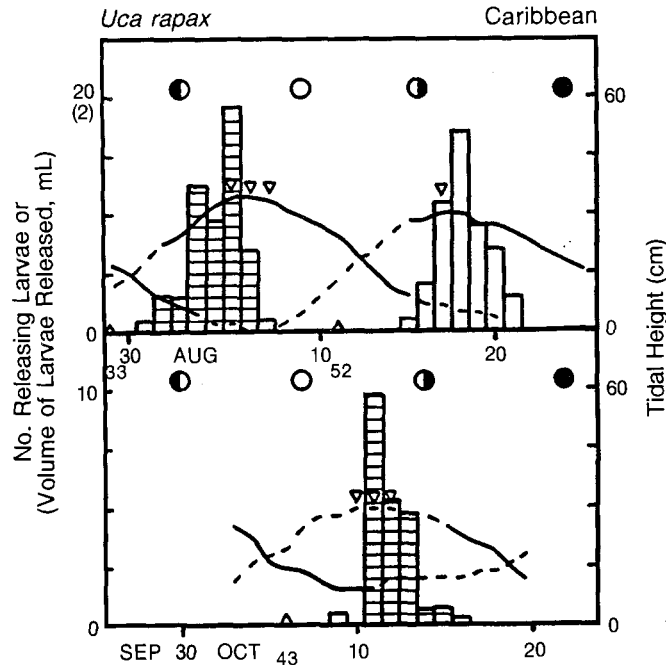 Uca rapax Caribbean
20 60
(2)
No. Releasing Larvae or
(Volume of Larvae Released, mL)
Tidal Height (cm)
0 0
30 AUG 10 20
33 52
10 60
0 0
SEP 30 OCT 43 10 20